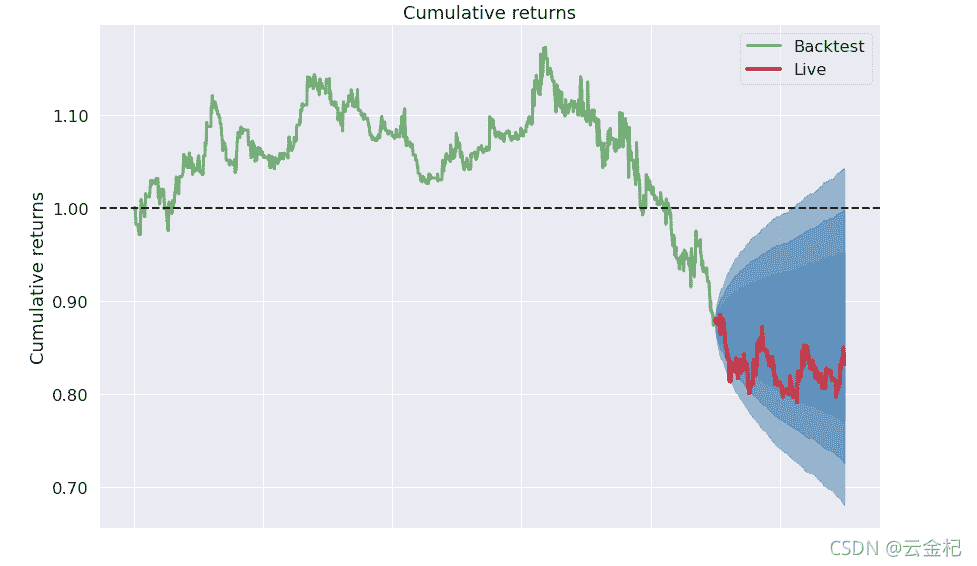 Cumulative returns
Backtest
Live
Cumulative returns
1.10
1.00
0.90
0.80
0.70
CSDN @云金杞